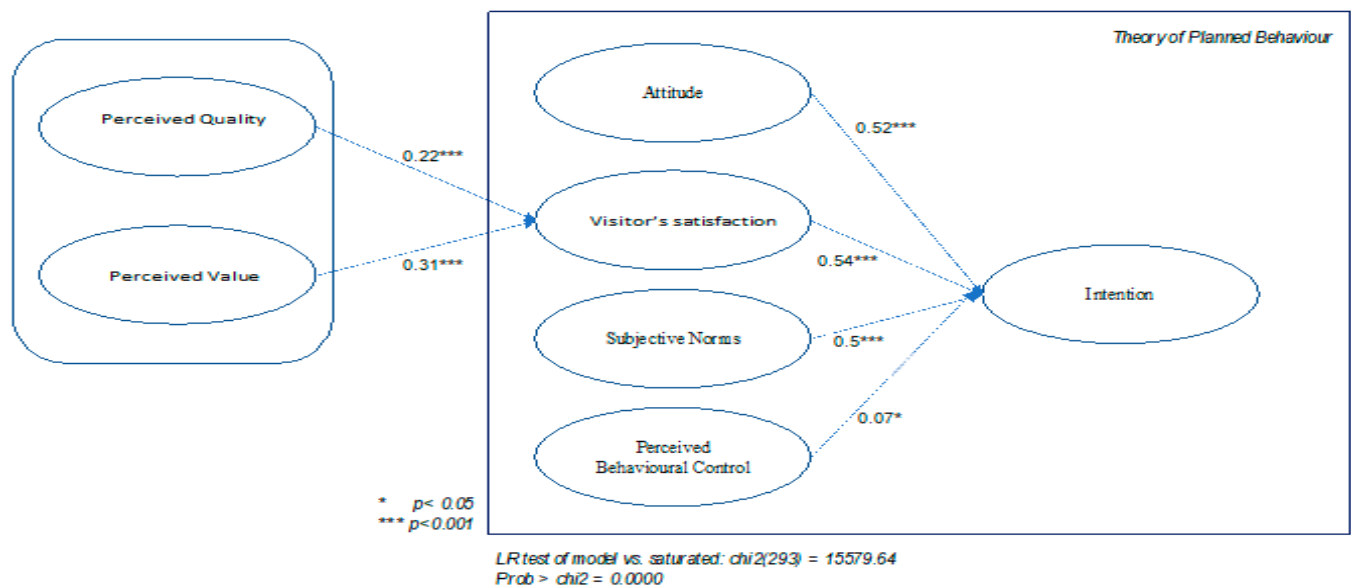 Theory of Planned Behaviour
Perceived Quality
Perceived Value
0.22***
0.31***
Attitude
Visitor's satisfaction
Subjective Norms
Perceived
Behavioural Control
0.52***
0.54***
0.5***
0.07*
Intention
* p< 0.05
*** p<0.001
LR test of model vs. saturated: chi2(293) = 15579.64
Prob > chi2 = 0.0000